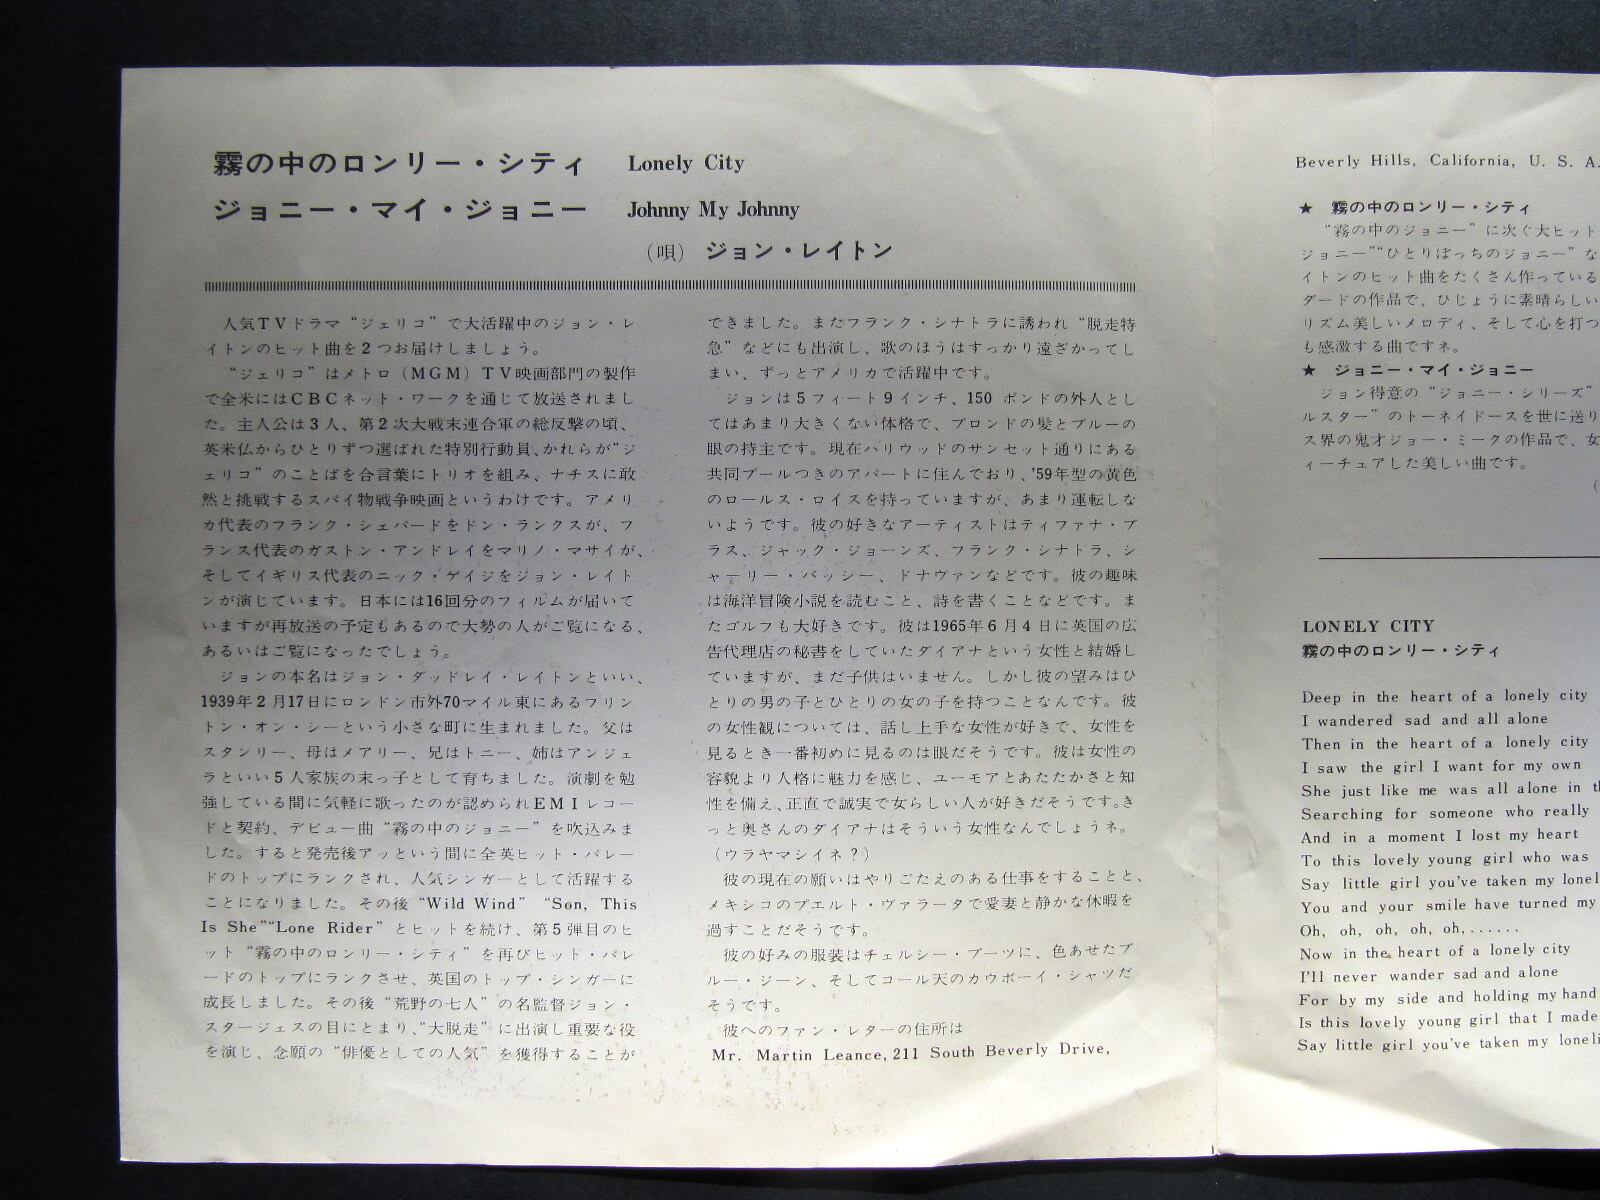 霧の中のロンリー・シティ Lonely City
ジョニー・マイ・ジョニー Johnny My Johnny
（唄） ジョン・レイトン
人気TVドラマ“ジェリコ”で大活躍中のジョン・レ
イトンのヒット曲を2つお届けしましょう。
“ジェリコ”はメトロ（MGM）TV映画部門の製作
で全米にはCBCネット・ワークを通じて放送されまし
た。主人公は3人、第2次大戦末連合軍の総反撃の頃、
英米仏からひとりずつ選ばれた特別行動員、かれらが“ジ
ェリコ”のことばを合言葉にトリオを組み、ナチスに敢
然と挑戦するスパイ物戦争映画というわけです。アメリ
カ代表のフランク・シェパードをドン・ランクスが、フ
ランス代表のガストン・アンドレイをマリノ・マサイが、
そしてイギリス代表のニック・ゲイジをジョン・レイト
ンが演じています。日本には16回分のフィルムが届いて
いますが再放送の予定もあるので大勢の人がご覧になる、
あるいはご覧になったでしょう。
ジョンの本名はジョン・ダッドレイ・レイトンといい、
1939年2月17日にロンドン市外70マイル東にあるフリン
トン・オン・シーという小さな町に生まれました。父は
スタンリー、母はメアリー、兄はトニー、姉はアンジェ
ラといい5人家族の末っ子として育ちました。演劇を勉
強している間に気軽に歌ったのが認められEMIレコー
ドと契約、デビュー曲“霧の中のジョニー”を吹込みま
した。すると発売後アッという間に全英ヒット・パレー
ドのトップにランクされ、人気シンガーとして活躍する
ことになりました。その後“Wild Wind” “Son, This
Is She”“Lone Rider”とヒットを続け、第5弾目のヒ
ット“霧の中のロンリー・シティ”を再びヒット・パレ
ードのトップにランクさせ、英国のトップ・シンガーに
成長しました。その後“荒野の七人”の名監督ジョン・
スタージェスの目にとまり、“大脱走”に出演し重要な役
を演じ、念願の“俳優としての人気”を獲得することが
できました。またフランク・シナトラに誘われ“脱走特
急”などにも出演し、歌のほうはすっかり遠ざかってし
まい、ずっとアメリカで活躍中です。
ジョンは5フィート9インチ、150 ポンドの外人とし
てはあまり大きくない体格で、ブロンドの髪とブルーの
眼の持主です。現在ハリウッドのサンセット通りにある
共同プールつきのアパートに住んでおり、’59年型の黄色
のロールス・ロイスを持っていますが、あまり運転しな
いようです。彼の好きなアーティストはティファナ・ブ
ラス、ジャック・ジョーンズ、フランク・シナトラ、シ
ャーリー・バッシー、ドナヴァンなどです。彼の趣味
は海洋冒険小説を読むこと、詩を書くことなどです。ま
たゴルフも大好きです。彼は1965年6月4日に英国の広
告代理店の秘書をしていたダイアナという女性と結婚し
ていますが、まだ子供はいません。しかし彼の望みはひ
とりの男の子とひとりの女の子を持つことなんです。彼
の女性観については、話し上手な女性が好きで、女性を
見るとき一番初めに見るのは眼だそうです。彼は女性の
容貌より人格に魅力を感じ、ユーモアとあたたかさと知
性を備え、正直で誠実で女らしい人が好きだそうです。き
っと奥さんのダイアナはそういう女性なんでしょうネ。
（ウラヤマシイネ？）
彼の現在の願いはやりごたえのある仕事をすることと、
メキシコのプエルト・ヴァラータで愛妻と静かな休暇を
過すことだそうです。
彼の好みの服装はチェルシー・ブーツに、色あせたブ
ルー・ジーン、そしてコール天のカウボーイ・シャツだ
そうです。
彼へのファン・レターの住所は
Mr. Martin Leance, 211 South Beverly Drive,
Beverly Hills, California, U. S. A.
★ 霧の中のロンリー・シティ
“霧の中のジョニー”に次ぐ大ヒット
ジョニー”“ひとりぼっちのジョニー”な
イトンのヒット曲をたくさん作っている
ダードの作品で、ひじょうに素晴らしい
リズム美しいメロディ、そして心を打つ
も感激する曲ですネ。
★ ジョニー・マイ・ジョニー
ジョン得意の“ジョニー・シリーズ”
ルスター”のトーネイドースを世に送り
ス界の鬼才ジョー・ミークの作品で、女
ィーチュアした美しい曲です。
（
LONELY CITY
霧の中のロンリー・シティ
Deep in the heart of a lonely city
I wandered sad and all alone
Then in the heart of a lonely city
I saw the girl I want for my own
She just like me was all alone in th
Searching for someone who really
And in a moment I lost my heart
To this lovely young girl who was
Say little girl you've taken my lonel
You and your smile have turned my
Oh, oh, oh, oh, oh,......
Now in the heart of a lonely city
I'll never wander sad and alone
For by my side and holding my hand
Is this lovely young girl that I made
Say little girl you've taken my loneli